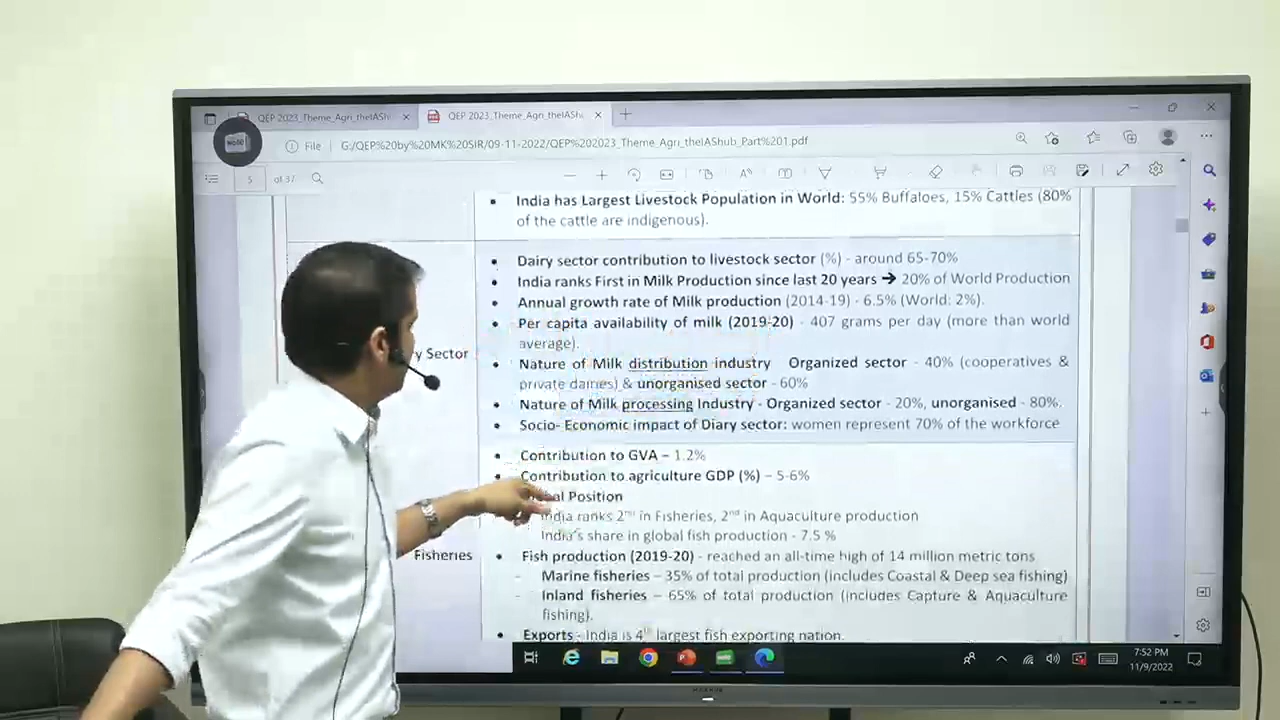 QEP 2023_Theme_Agri_theIASh
QEP 2023_Theme_Agri_theIASh
File
G:/QEP%20by%20MK%20SIR/09-11-2022/QEP%202023_Theme_Agri_theIAShub_Part%201.pdf
5 of 37
• India has Largest Livestock Population in World: 55% Buffaloes, 15% Cattles (80%
of the cattle are indigenous).
y Sector
• Dairy sector contribution to livestock sector (%) - around 65-70%
• India ranks First in Milk Production since last 20 years → 20% of World Production
• Annual growth rate of Milk production (2014-19) - 6.5% (World: 2%).
• Per capita availability of milk (2019-20) - 407 grams per day (more than world
average).
• Nature of Milk distribution industry Organized sector - 40% (cooperatives &
private dairies) & unorganised sector - 60%
• Nature of Milk processing Industry - Organized sector - 20%, unorganised - 80%.
• Socio- Economic impact of Diary sector: women represent 70% of the workforce
Fisheries
• Contribution to GVA – 1.2%
• Contribution to agriculture GDP (%) – 5-6%
Position
India ranks 2nd in Fisheries, 2nd in Aquaculture production
India's share in global fish production - 7.5 %
• Fish production (2019-20) - reached an all-time high of 14 million metric tons
- Marine fisheries – 35% of total production (includes Coastal & Deep sea fishing)
- Inland fisheries – 65% of total production (includes Capture & Aquaculture
fishing).
• Exports - India is 4th largest fish exporting nation.
7:52 PM
11/9/2022